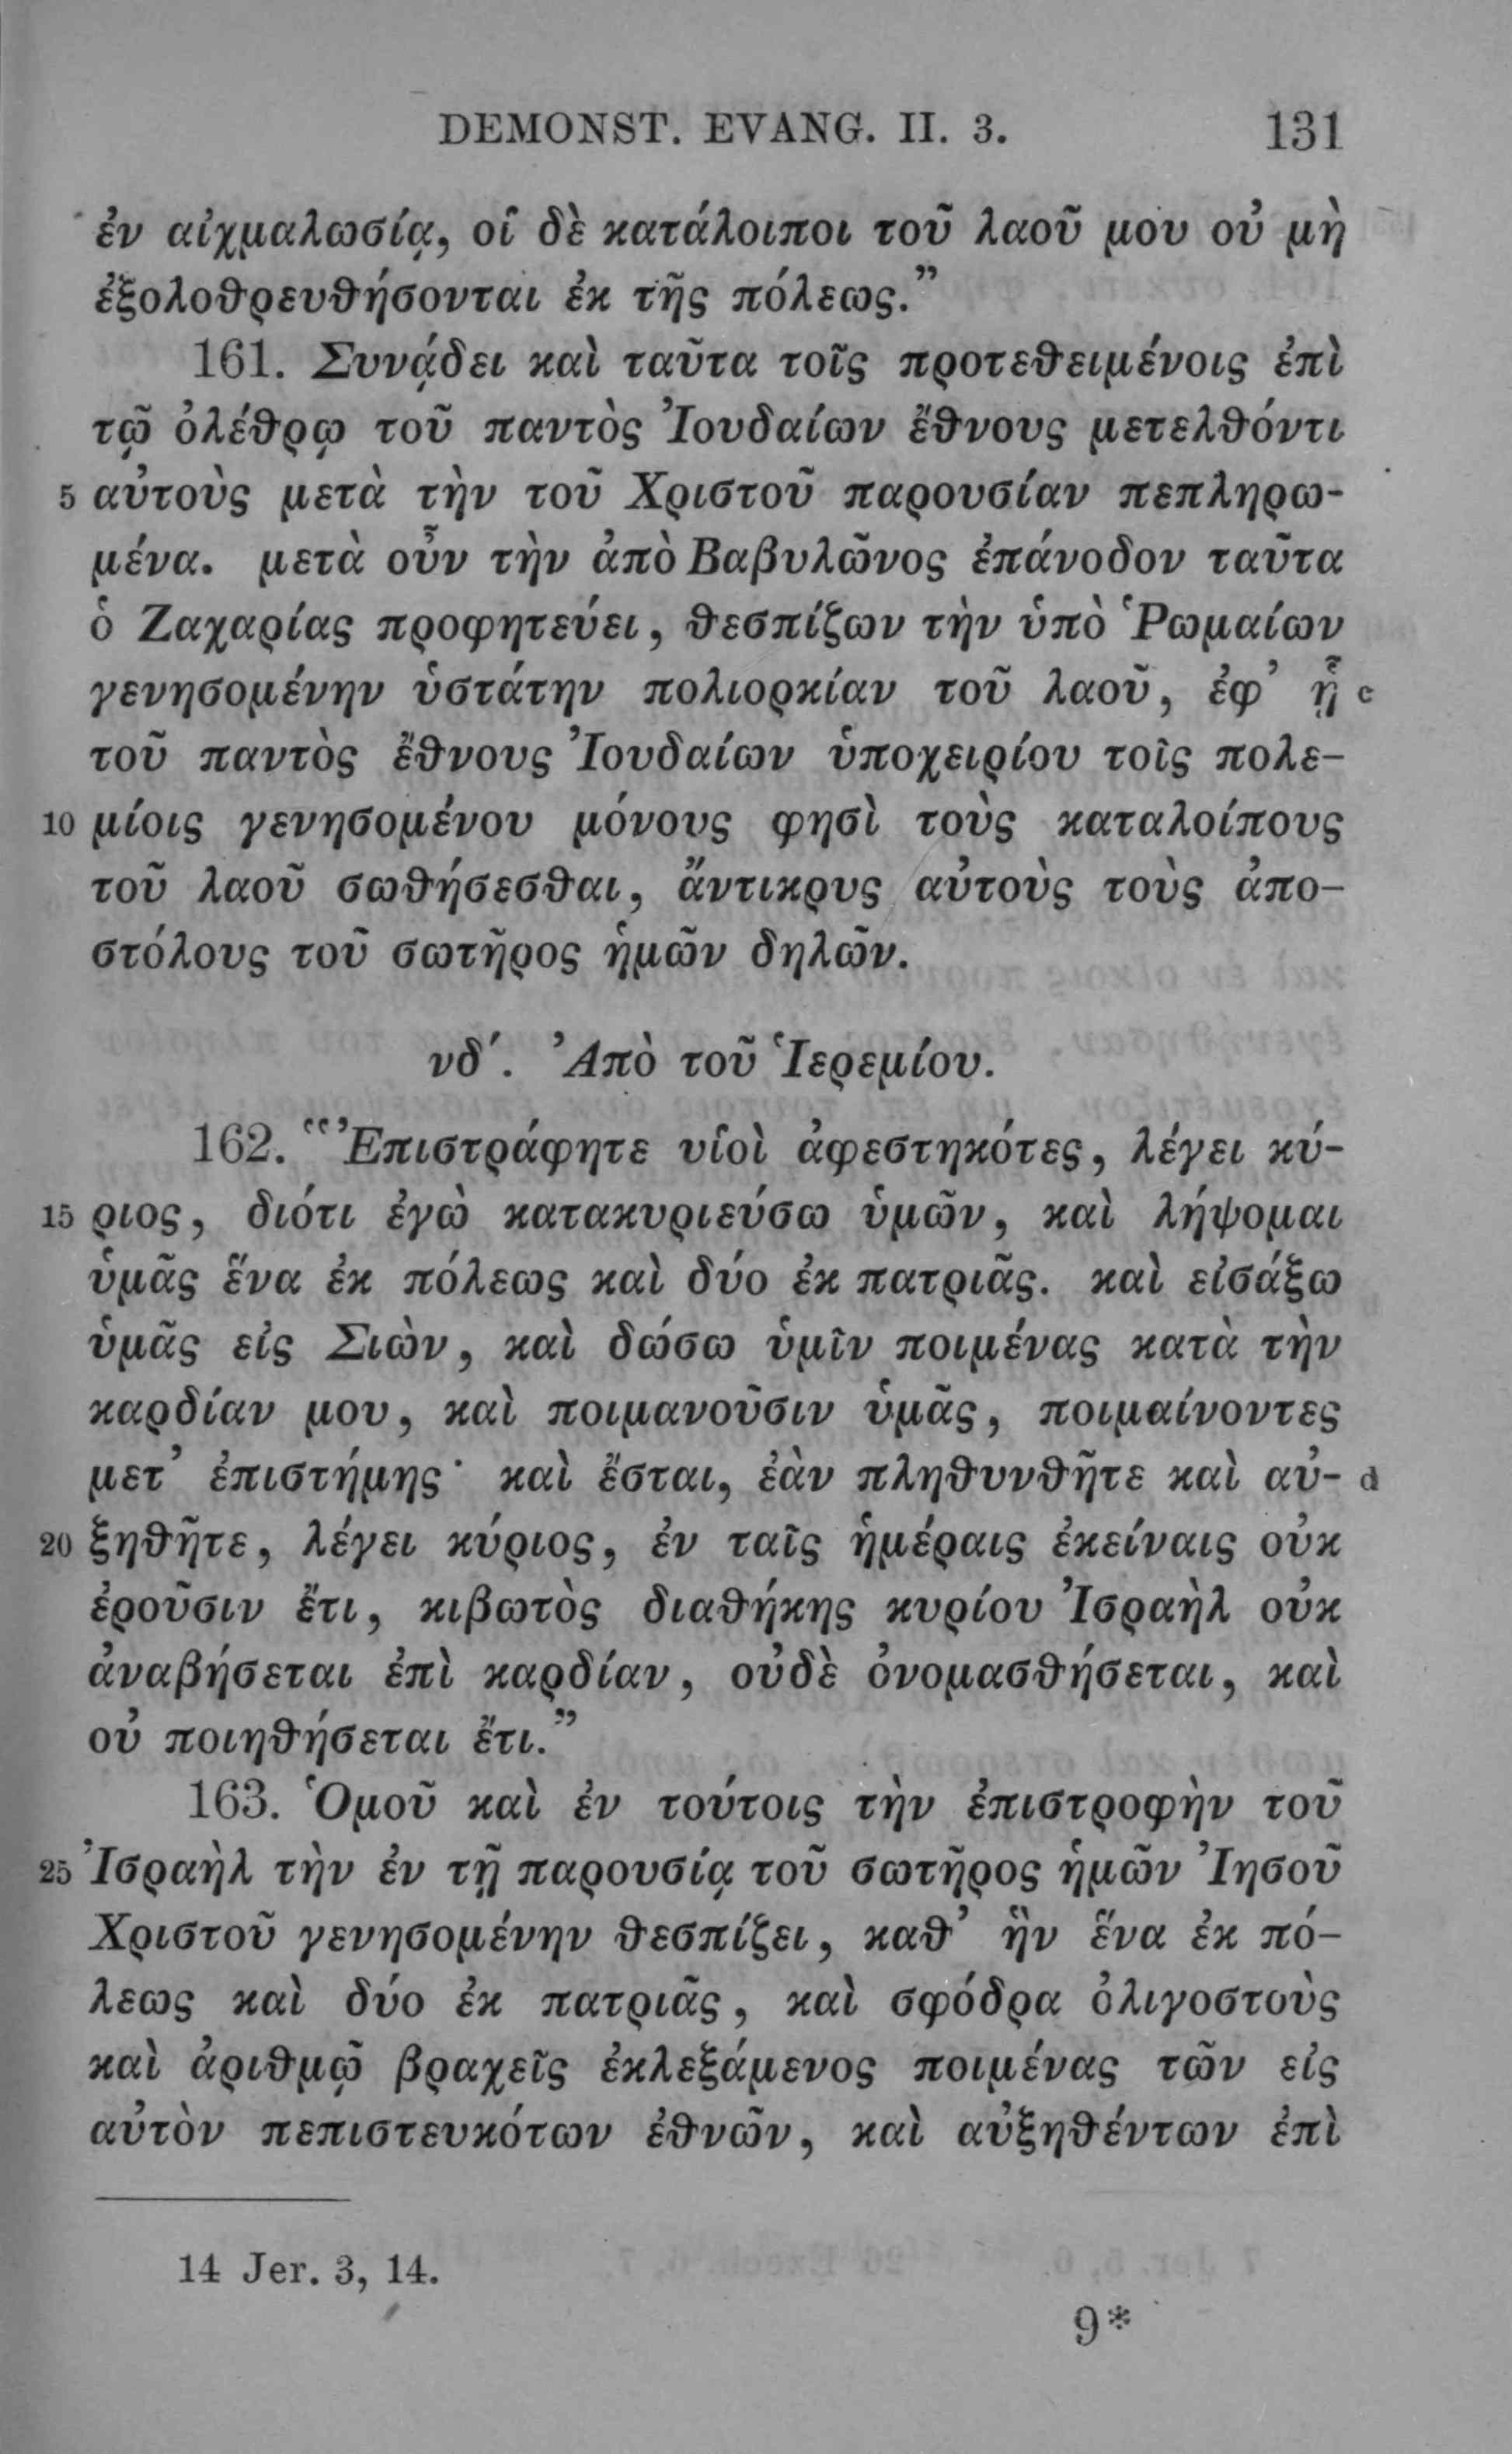 DEMONST. EVANG. II. 3. 131
ἐν αἰχμαλωσίᾳ, οἱ δὲ κατάλοιποι τοῦ λαοῦ μου οὐ μὴ
ἐξολοθρευθήσονται ἐκ τῆς πόλεως.”
161. Συνᾴδει καὶ ταῦτα τοῖς προτεθειμένοις ἐπὶ
τῷ ὀλέθρῳ τοῦ παντὸς Ἰουδαίων ἔθνους μετελθόντι
5 αὐτοὺς μετὰ τὴν τοῦ Χριστοῦ παρουσίαν πεπληρω-
μένα. μετὰ οὖν τὴν ἀπὸ Βαβυλῶνος ἐπάνοδον ταῦτα
ὁ Ζαχαρίας προφητεύει, θεσπίζων τὴν ὑπὸ Ῥωμαίων
γενησομένην ὑστάτην πολιορκίαν τοῦ λαοῦ, ἐφ’ ᾗ c
τοῦ παντὸς ἔθνους Ἰουδαίων ὑποχειρίου τοῖς πολε-
10 μίοις γενησομένου μόνους φησὶ τοὺς καταλοίπους
τοῦ λαοῦ σωθήσεσθαι, ἄντικρυς αὐτοὺς τοὺς ἀπο-
στόλους τοῦ σωτῆρος ἡμῶν δηλῶν.
νδ´. Ἀπὸ τοῦ Ἱερεμίου.
162. “Ἐπιστράφητε υἱοὶ ἀφεστηκότες, λέγει κύ-
15 ριος, διότι ἐγὼ κατακυριεύσω ὑμῶν, καὶ λήψομαι
ὑμᾶς ἕνα ἐκ πόλεως καὶ δύο ἐκ πατριᾶς. καὶ εἰσάξω
ὑμᾶς εἰς Σιὼν, καὶ δώσω ὑμῖν ποιμένας κατὰ τὴν
καρδίαν μου, καὶ ποιμανοῦσιν ὑμᾶς, ποιμαίνοντες
μετ’ ἐπιστήμης· καὶ ἔσται, ἐὰν πληθυνθῆτε καὶ αὐ- d
20 ξηθῆτε, λέγει κύριος, ἐν ταῖς ἡμέραις ἐκείναις οὐκ
ἐροῦσιν ἔτι, κιβωτὸς διαθήκης κυρίου Ἰσραὴλ οὐκ
ἀναβήσεται ἐπὶ καρδίαν, οὐδὲ ὀνομασθήσεται, καὶ
οὐ ποιηθήσεται ἔτι.”
163. Ὁμοῦ καὶ ἐν τούτοις τὴν ἐπιστροφὴν τοῦ
25 Ἰσραὴλ τὴν ἐν τῇ παρουσίᾳ τοῦ σωτῆρος ἡμῶν Ἰησοῦ
Χριστοῦ γενησομένην θεσπίζει, καθ’ ἣν ἕνα ἐκ πό-
λεως καὶ δύο ἐκ πατριᾶς, καὶ σφόδρα ὀλιγοστοὺς
καὶ ἀριθμῷ βραχεῖς ἐκλεξάμενος ποιμένας τῶν εἰς
αὐτὸν πεπιστευκότων ἐθνῶν, καὶ αὐξηθέντων ἐπὶ
14 Jer. 3, 14.
9*